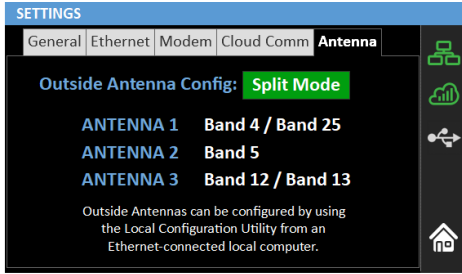 SETTINGS
General Ethernet Modem Cloud Comm Antenna
Outside Antenna Config: Split Mode
ANTENNA 1 Band 4 / Band 25
ANTENNA 2 Band 5
ANTENNA 3 Band 12 / Band 13
Outside Antennas can be configured by using
the Local Configuration Utility from an
Ethernet-connected local computer.